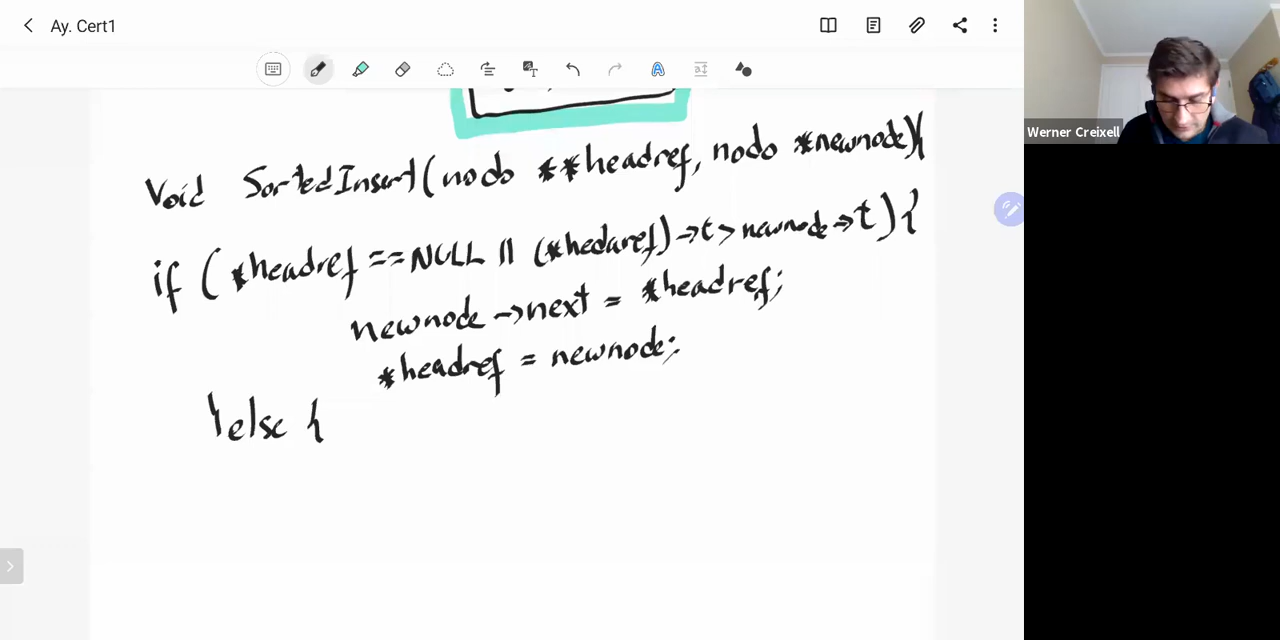 Ay. Cert1
Werner Creixell
Void SortedInsert(nodo **headref, nodo *newnode){
if (*headref == NULL || (*hedaref)→t > newnode→t){
newnode→next = *headref;
*headref = newnode;
}else {